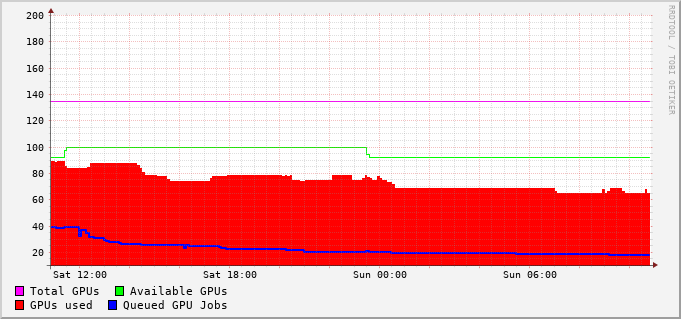 200
180
160
140
120
100
80
60
40
20
Sat 12:00 Sat 18:00 Sun 00:00 Sun 06:00
Total GPUs Available GPUs
GPUs used Queued GPU Jobs
RRDTOOL / TOBI OETIKER